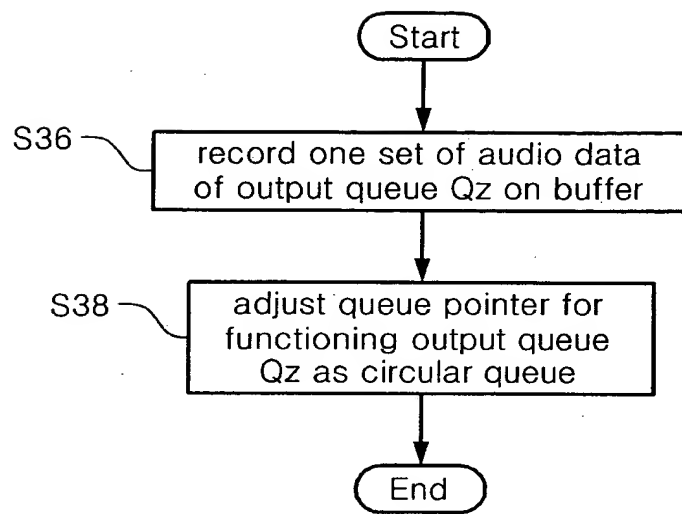 Start
S36
record one set of audio data
of output queue Qz on buffer
S38
adjust queue pointer for
functioning output queue
Qz as circular queue
End